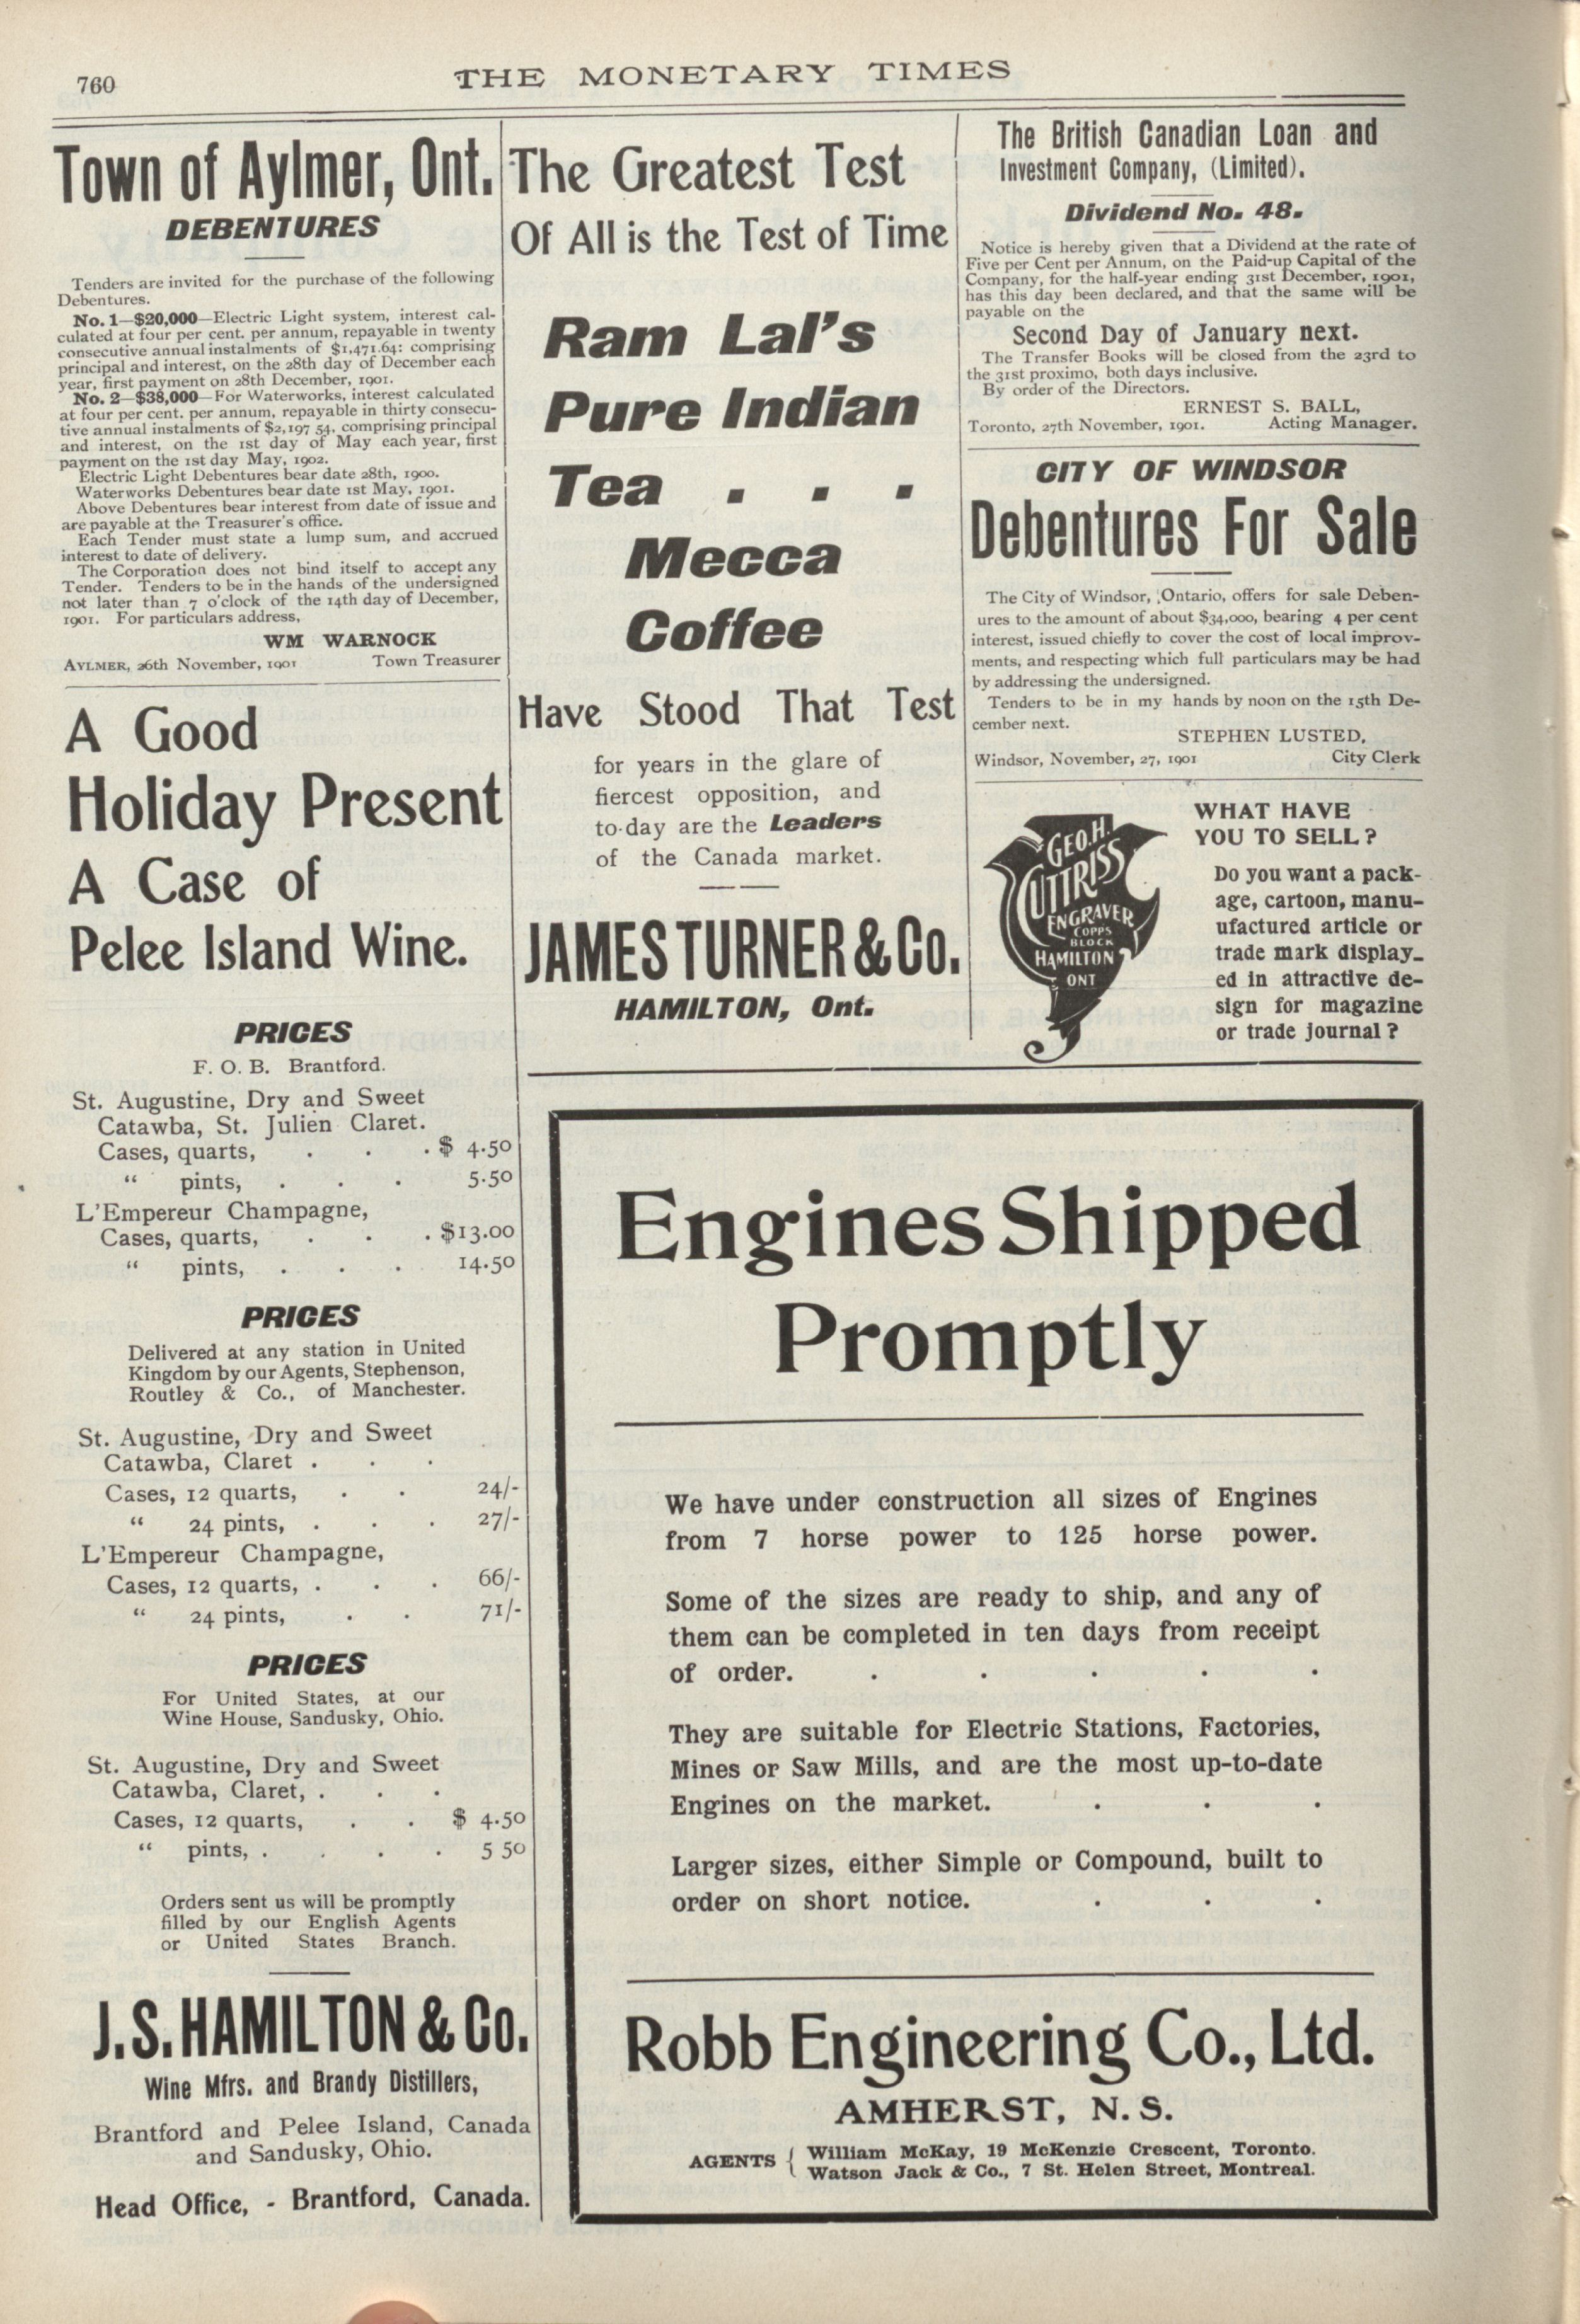 760
THE MONETARY TIMES
Town of Aylmer, Ont.
DEBENTURES
Tenders are invited for the purchase of the following
Debentures.
No. 1—$20,000—Electric Light system, interest cal-
culated at four per cent. per annum, repayable in twenty
consecutive annual instalments of $1,471.64: comprising
principal and interest, on the 28th day of December each
year, first payment on 28th December, 1901.
No. 2—$38,000—For Waterworks, interest calculated
at four per cent. per annum, repayable in thirty consecu-
tive annual instalments of $2,197 54, comprising principal
and interest, on the 1st day of May each year, first
payment on the 1st day May, 1902.
Electric Light Debentures bear date 28th, 1900.
Waterworks Debentures bear date 1st May, 1901.
Above Debentures bear interest from date of issue and
are payable at the Treasurer's office.
Each Tender must state a lump sum, and accrued
interest to date of delivery.
The Corporation does not bind itself to accept any
Tender. Tenders to be in the hands of the undersigned
not later than 7 o'clock of the 14th day of December,
1901. For particulars address,
WM WARNOCK
AYLMER, 26th November, 1901 Town Treasurer
A Good
Holiday Present
A Case of
Pelee Island Wine.
PRICES
F. O. B. Brantford.
St. Augustine, Dry and Sweet
Catawba, St. Julien Claret.
Cases, quarts, . . . $ 4.50
" pints, . . . 5.50
L'Empereur Champagne,
Cases, quarts, . . . $13.00
" pints, . . . 14.50
PRICES
Delivered at any station in United
Kingdom by our Agents, Stephenson,
Routley & Co., of Manchester.
St. Augustine, Dry and Sweet
Catawba, Claret . . .
Cases, 12 quarts, . . 24/-
" 24 pints, . . . 27/-
L'Empereur Champagne,
Cases, 12 quarts, . . . 66/-
" 24 pints, . . 71/-
PRICES
For United States, at our
Wine House, Sandusky, Ohio.
St. Augustine, Dry and Sweet
Catawba, Claret, . . .
Cases, 12 quarts, . . $ 4.50
" pints, . . . . 5 50
Orders sent us will be promptly
filled by our English Agents
or United States Branch.
J. S. HAMILTON & Co.
Wine Mfrs. and Brandy Distillers,
Brantford and Pelee Island, Canada
and Sandusky, Ohio.
Head Office, - Brantford, Canada.
The Greatest Test
Of All is the Test of Time
Ram Lal's
Pure Indian
Tea . . .
Mecca
Coffee
Have Stood That Test
for years in the glare of
fiercest opposition, and
to-day are the Leaders
of the Canada market.
JAMES TURNER & Co.
HAMILTON, Ont.
The British Canadian Loan and
Investment Company, (Limited).
Dividend No. 48.
Notice is hereby given that a Dividend at the rate of
Five per Cent per Annum, on the Paid-up Capital of the
Company, for the half-year ending 31st December, 1901,
has this day been declared, and that the same will be
payable on the
Second Day of January next.
The Transfer Books will be closed from the 23rd to
the 31st proximo, both days inclusive.
By order of the Directors.
ERNEST S. BALL,
Toronto, 27th November, 1901. Acting Manager.
CITY OF WINDSOR
Debentures For Sale
The City of Windsor, Ontario, offers for sale Deben-
ures to the amount of about $34,000, bearing 4 per cent
interest, issued chiefly to cover the cost of local improv-
ments, and respecting which full particulars may be had
by addressing the undersigned.
Tenders to be in my hands by noon on the 15th De-
cember next.
STEPHEN LUSTED,
Windsor, November, 27, 1901 City Clerk
GEO. H.
CUTTRISS
ENGRAVER
COPPS
BLOCK
HAMILTON
ONT
WHAT HAVE
YOU TO SELL?
Do you want a pack-
age, cartoon, manu-
ufactured article or
trade mark display-
ed in attractive de-
sign for magazine
or trade journal?
Engines Shipped
Promptly
We have under construction all sizes of Engines
from 7 horse power to 125 horse power.
Some of the sizes are ready to ship, and any of
them can be completed in ten days from receipt
of order. . . . . .
They are suitable for Electric Stations, Factories,
Mines or Saw Mills, and are the most up-to-date
Engines on the market. . . .
Larger sizes, either Simple or Compound, built to
order on short notice. . . .
Robb Engineering Co., Ltd.
AMHERST, N. S.
AGENTS { William McKay, 19 McKenzie Crescent, Toronto.
Watson Jack & Co., 7 St. Helen Street, Montreal.